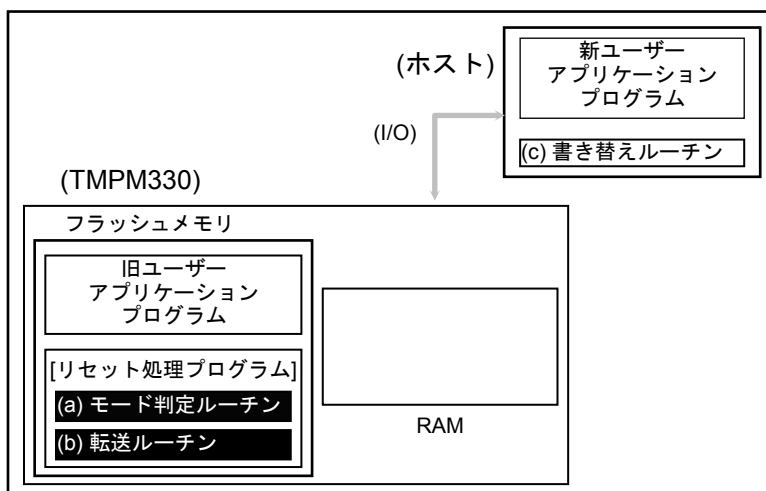 (ホスト)
新ユーザー
アプリケーション
プログラム
(c) 書き替えルーチン
(I/O)
(TMPM330)
フラッシュメモリ
旧ユーザー
アプリケーション
プログラム
[リセット処理プログラム]
(a) モード判定ルーチン
(b) 転送ルーチン
RAM